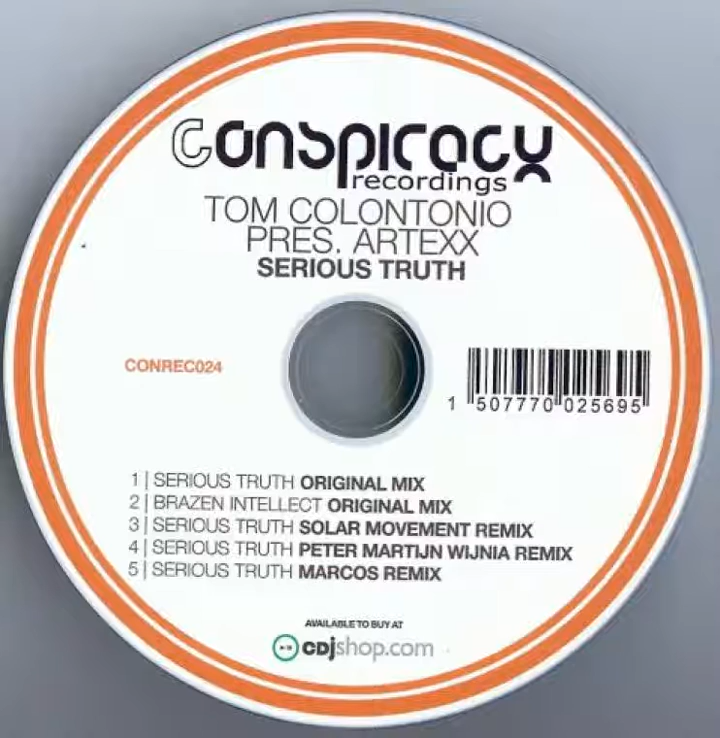 conspiracy
recordings
TOM COLONTONIO
PRES. ARTEXX
SERIOUS TRUTH
CONREC024
1 507770 025695
1 | SERIOUS TRUTH ORIGINAL MIX
2 | BRAZEN INTELLECT ORIGINAL MIX
3 | SERIOUS TRUTH SOLAR MOVEMENT REMIX
4 | SERIOUS TRUTH PETER MARTIJN WIJNIA REMIX
5 | SERIOUS TRUTH MARCOS REMIX
AVAILABLE TO BUY AT
CDjshop.com